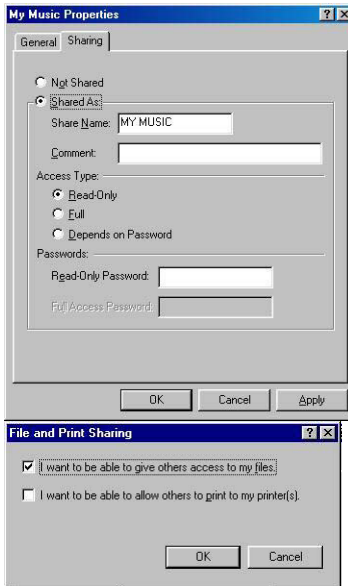 My Music Properties
General Sharing
Not Shared
Shared As:
Share Name: MY MUSIC
Comment:
Access Type:
Read-Only
Full
Depends on Password
Passwords:
Read-Only Password:
Full Access Password:
OK Cancel Apply
File and Print Sharing
I want to be able to give others access to my files.
I want to be able to allow others to print to my printer(s).
OK Cancel